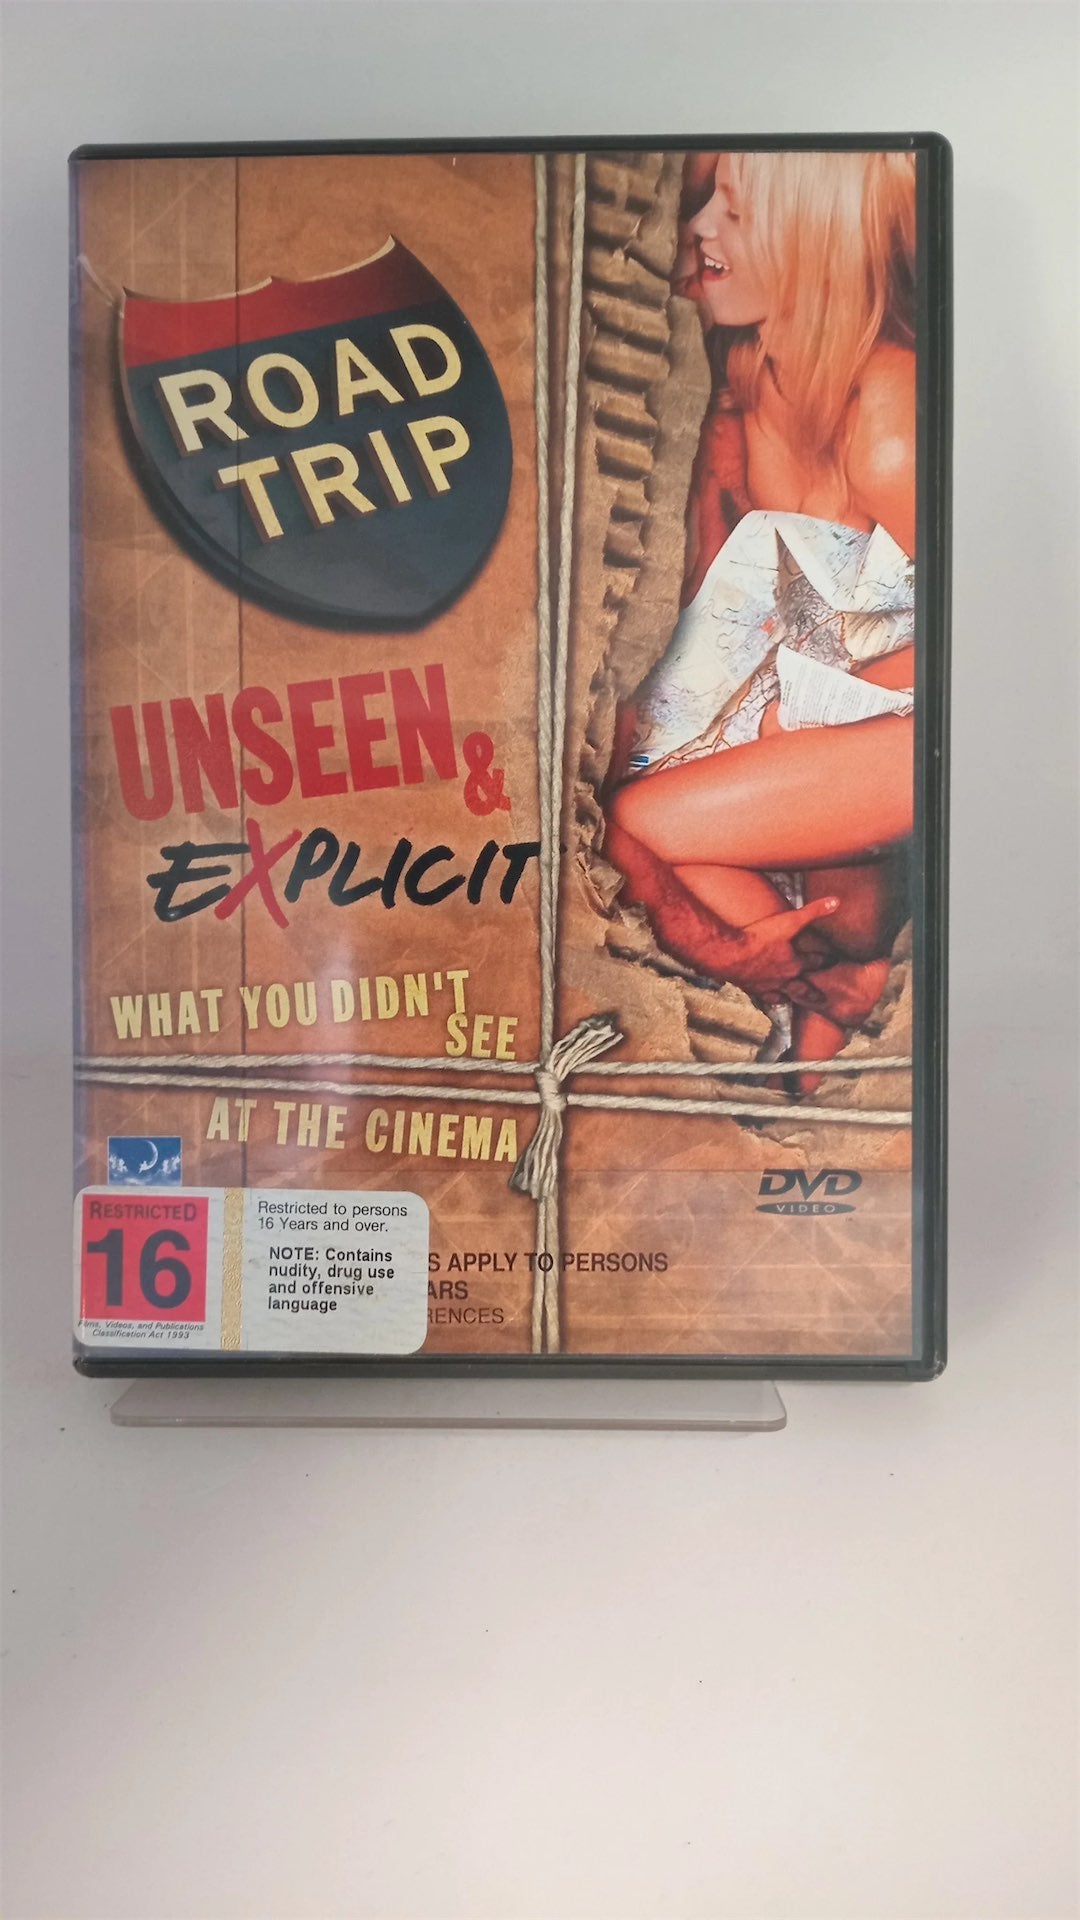 ROAD
TRIP
UNSEEN &
EXPLICIT
WHAT YOU DIDN'T
SEE
AT THE CINEMA
DVD
VIDEO
RESTRICTED
16
Films, Videos, and Publications
Classification Act 1993
Restricted to persons
16 Years and over.
NOTE: Contains
nudity, drug use
and offensive
language
S APPLY TO PERSONS
ARS
RENCES